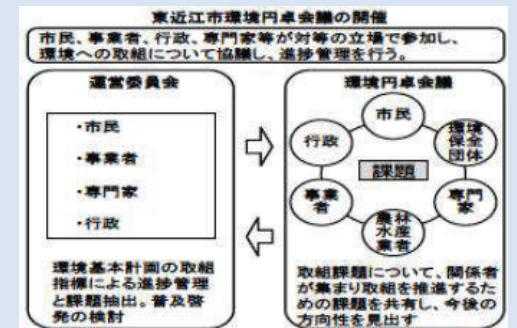 東近江市環境円卓会議の開催
市民、事業者、行政、専門家等が対等の立場で参加し、
環境への取組について協議し、進捗管理を行う。
運営委員会
・市民
・事業者
・専門家
・行政
環境基本計画の取組
指標による進捗管理
と課題抽出。普及啓
発の検討
環境円卓会議
市民
行政
環境
保全
団体
課題
事業
者
専門
家
農林
水産
業者
取組課題について、関係者
が集まり取組を推進するた
めの課題を共有し、今後の
方向性を見出す